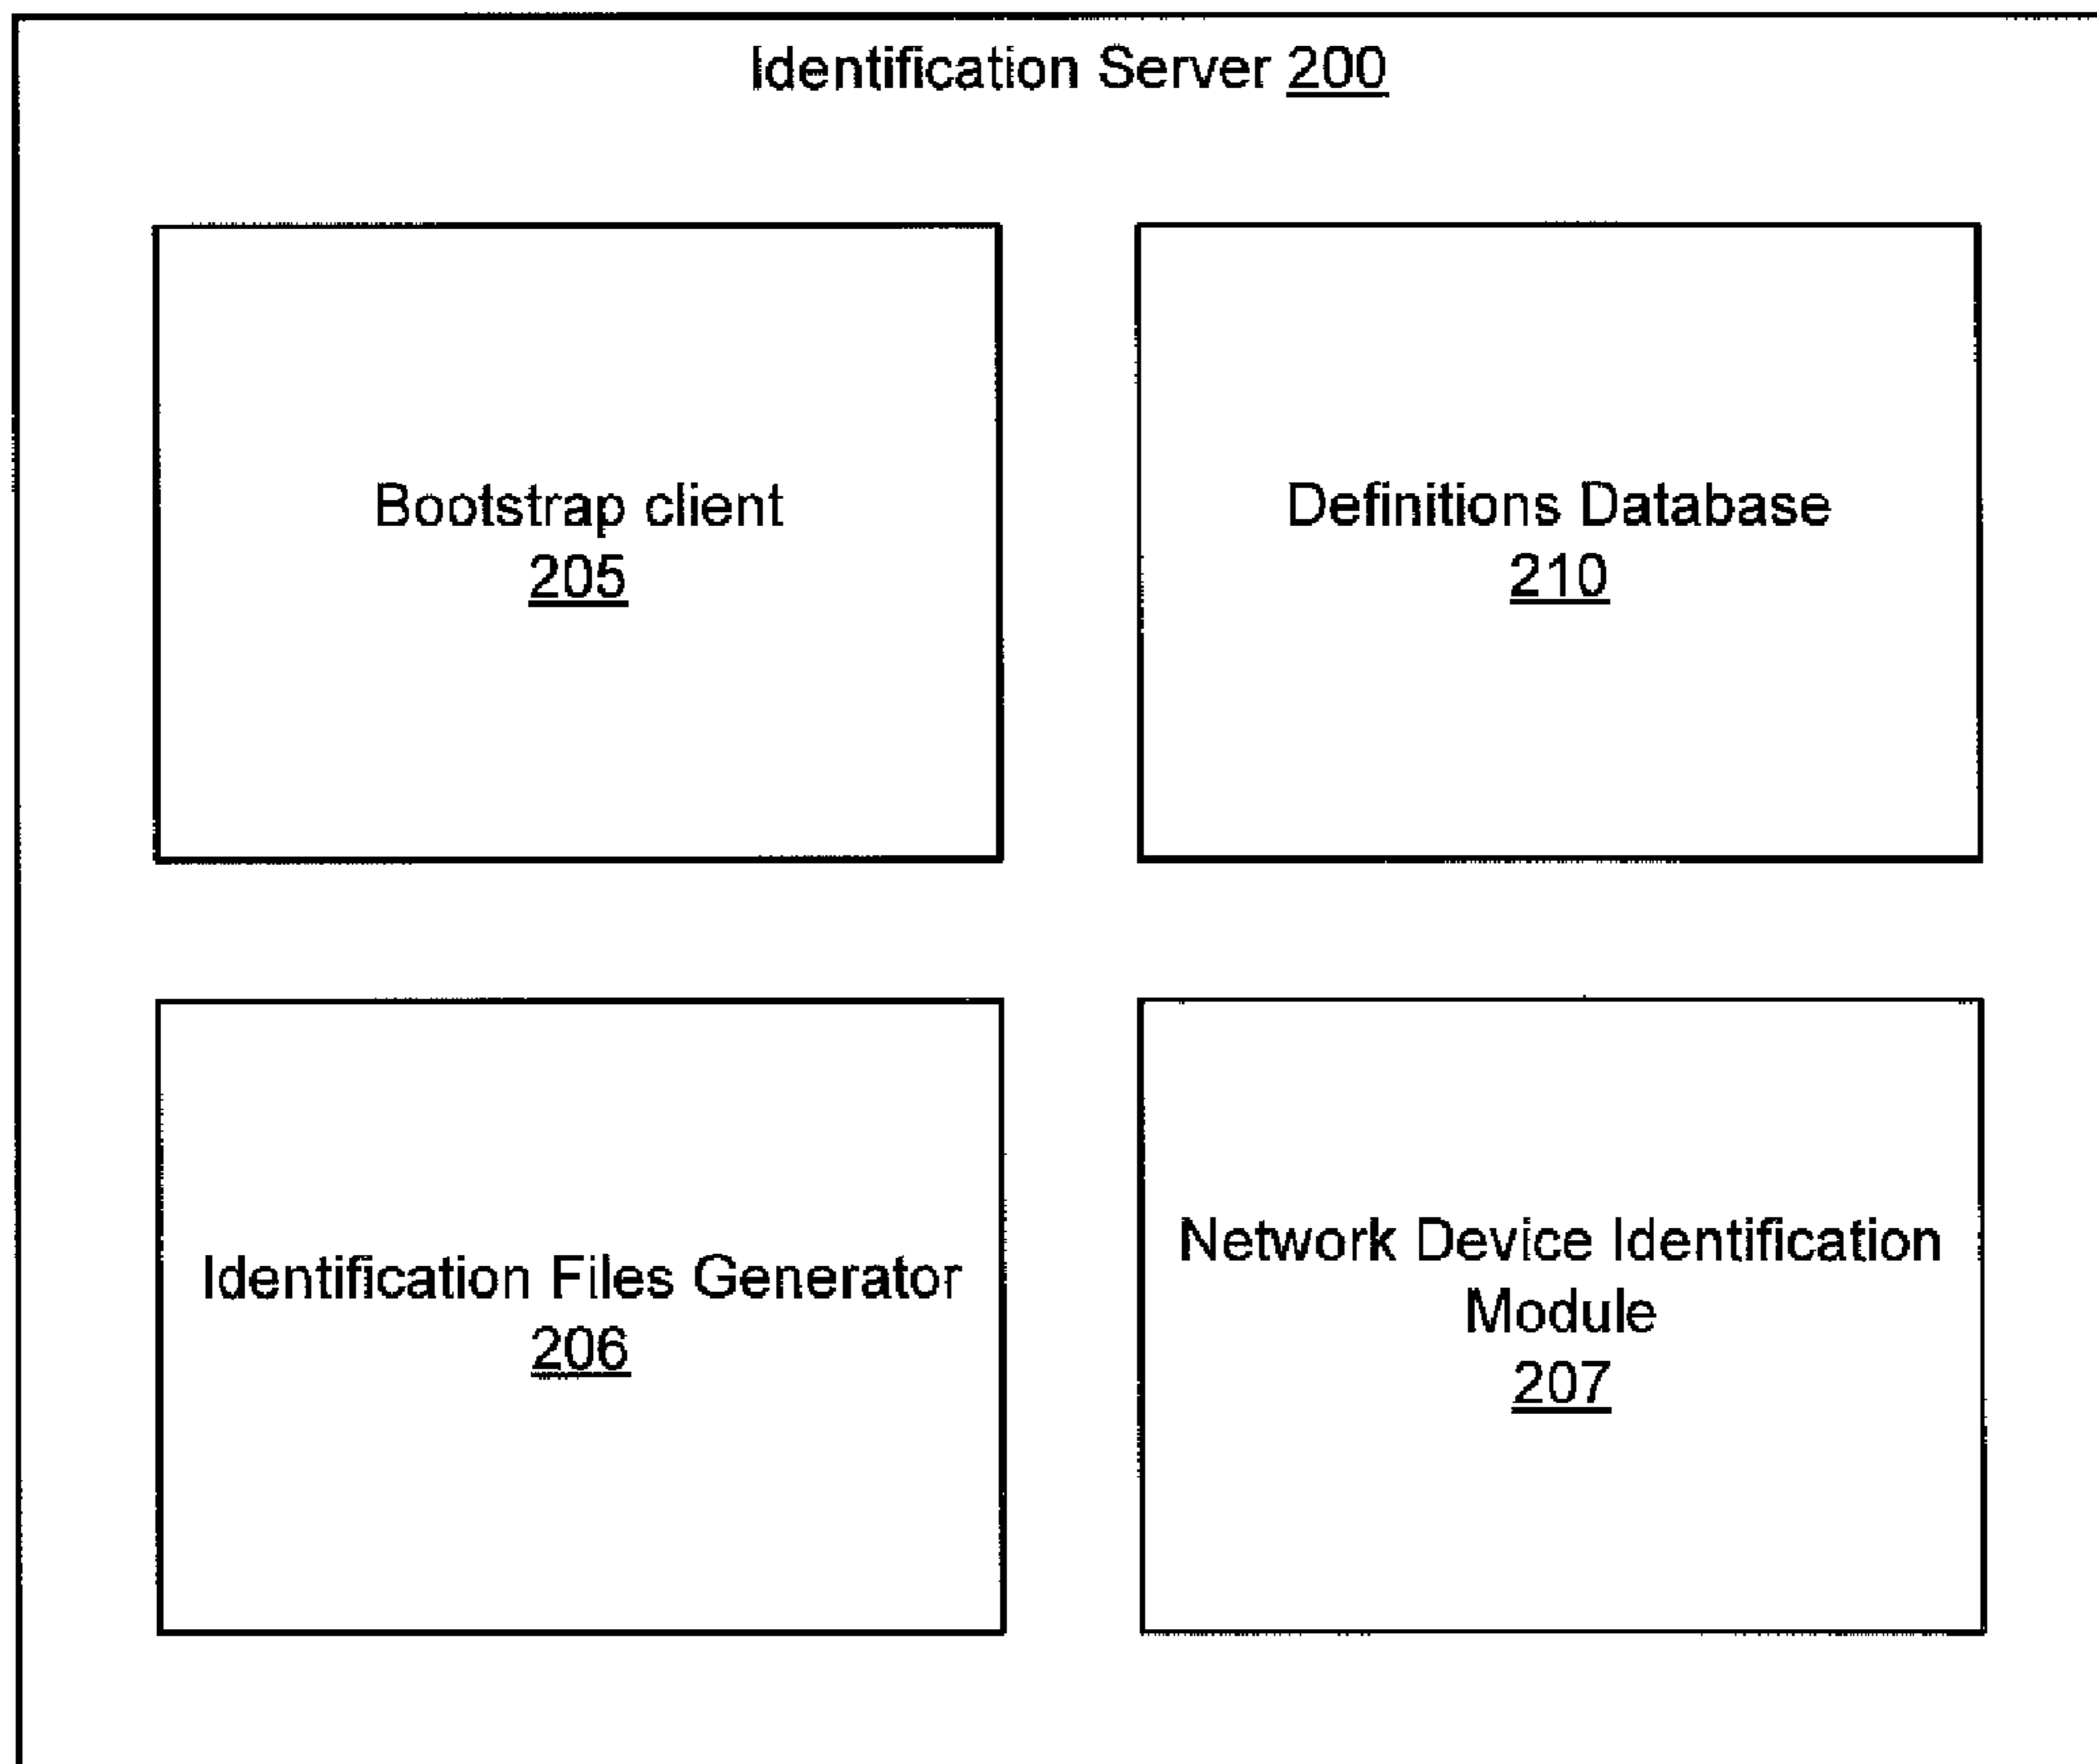 Identification Server 200
Bootstrap client
205
Definitions Database
210
Identification Files Generator
206
Network Device Identification
Module
207